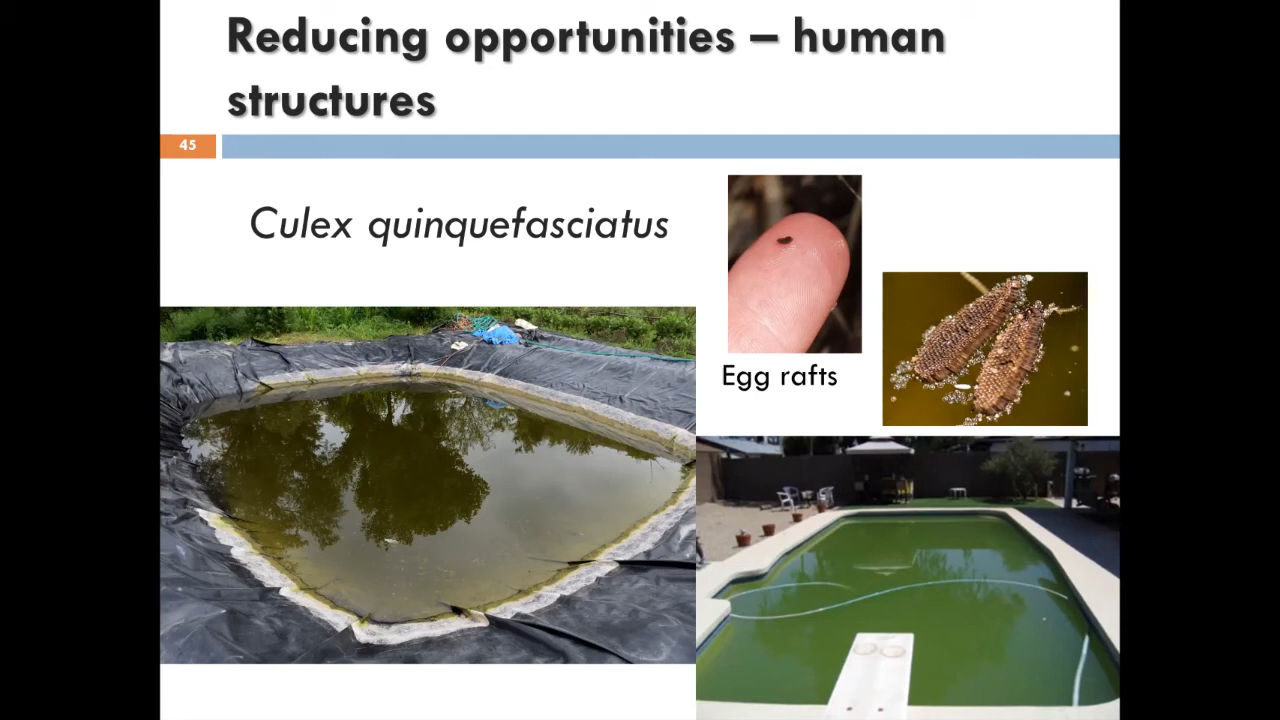 Reducing opportunities – human
structures
45
Culex quinquefasciatus
Egg rafts